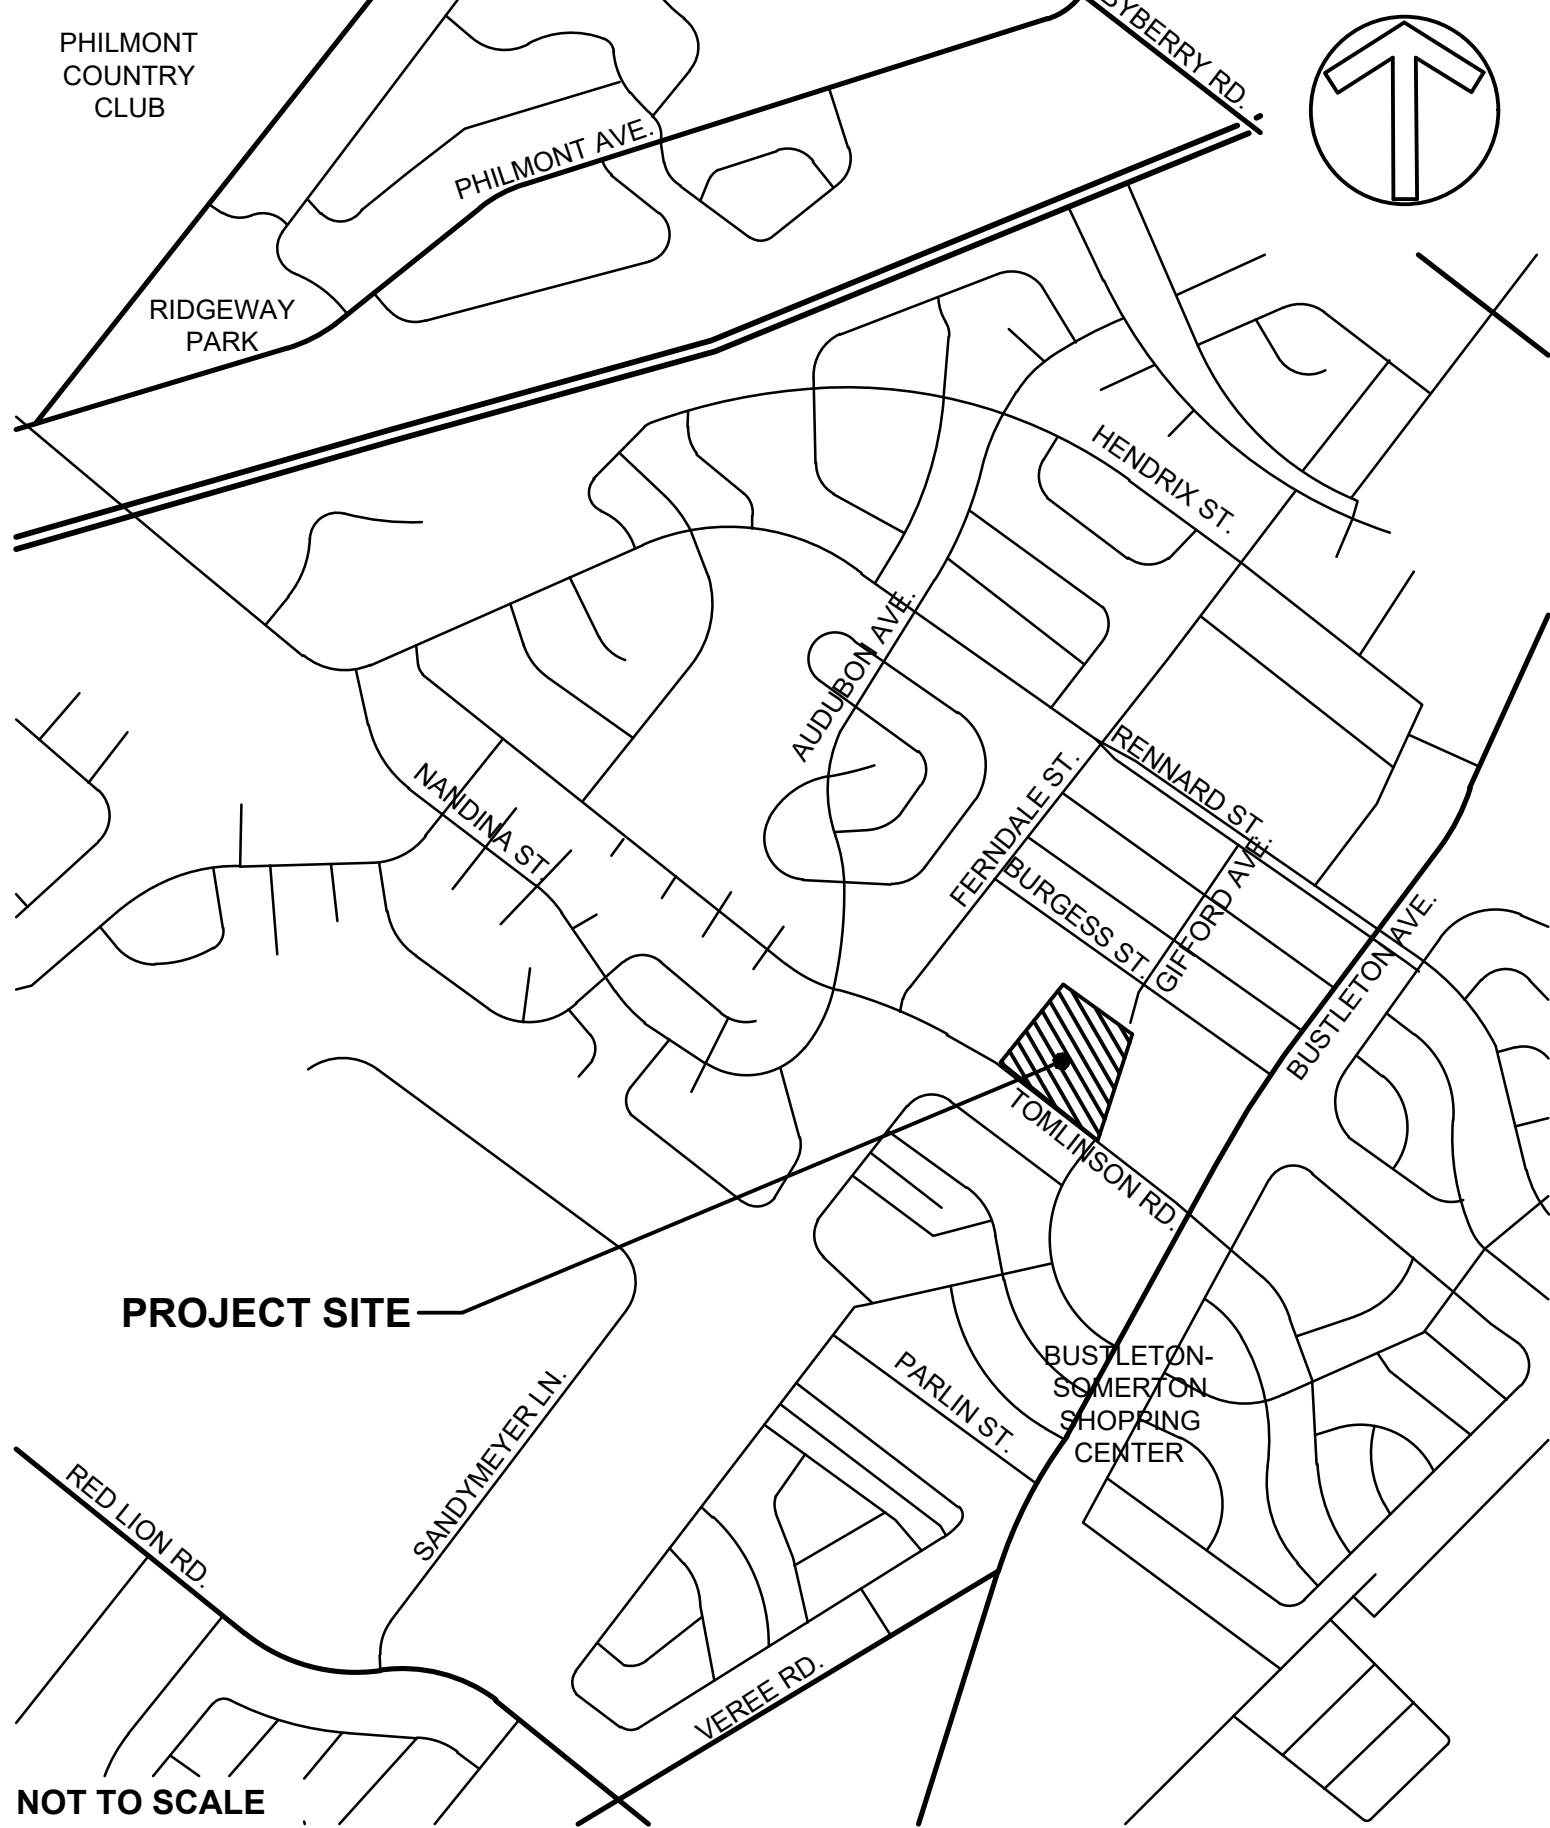 PHILMONT
COUNTRY
CLUB
BYBERRY RD.
PHILMONT AVE.
RIDGEWAY
PARK
HENDRIX ST.
AUDUBON AVE.
NANDINA ST.
RENNARD ST.
FERNDALE ST.
GIFFORD AVE.
BURGESS ST.
BUSTLETON AVE.
TOMLINSON RD.
PROJECT SITE
BUSTLETON-
SOMERTON
SHOPPING
CENTER
PARLIN ST.
SANDYMEYER LN.
RED LION RD.
VEREE RD.
NOT TO SCALE